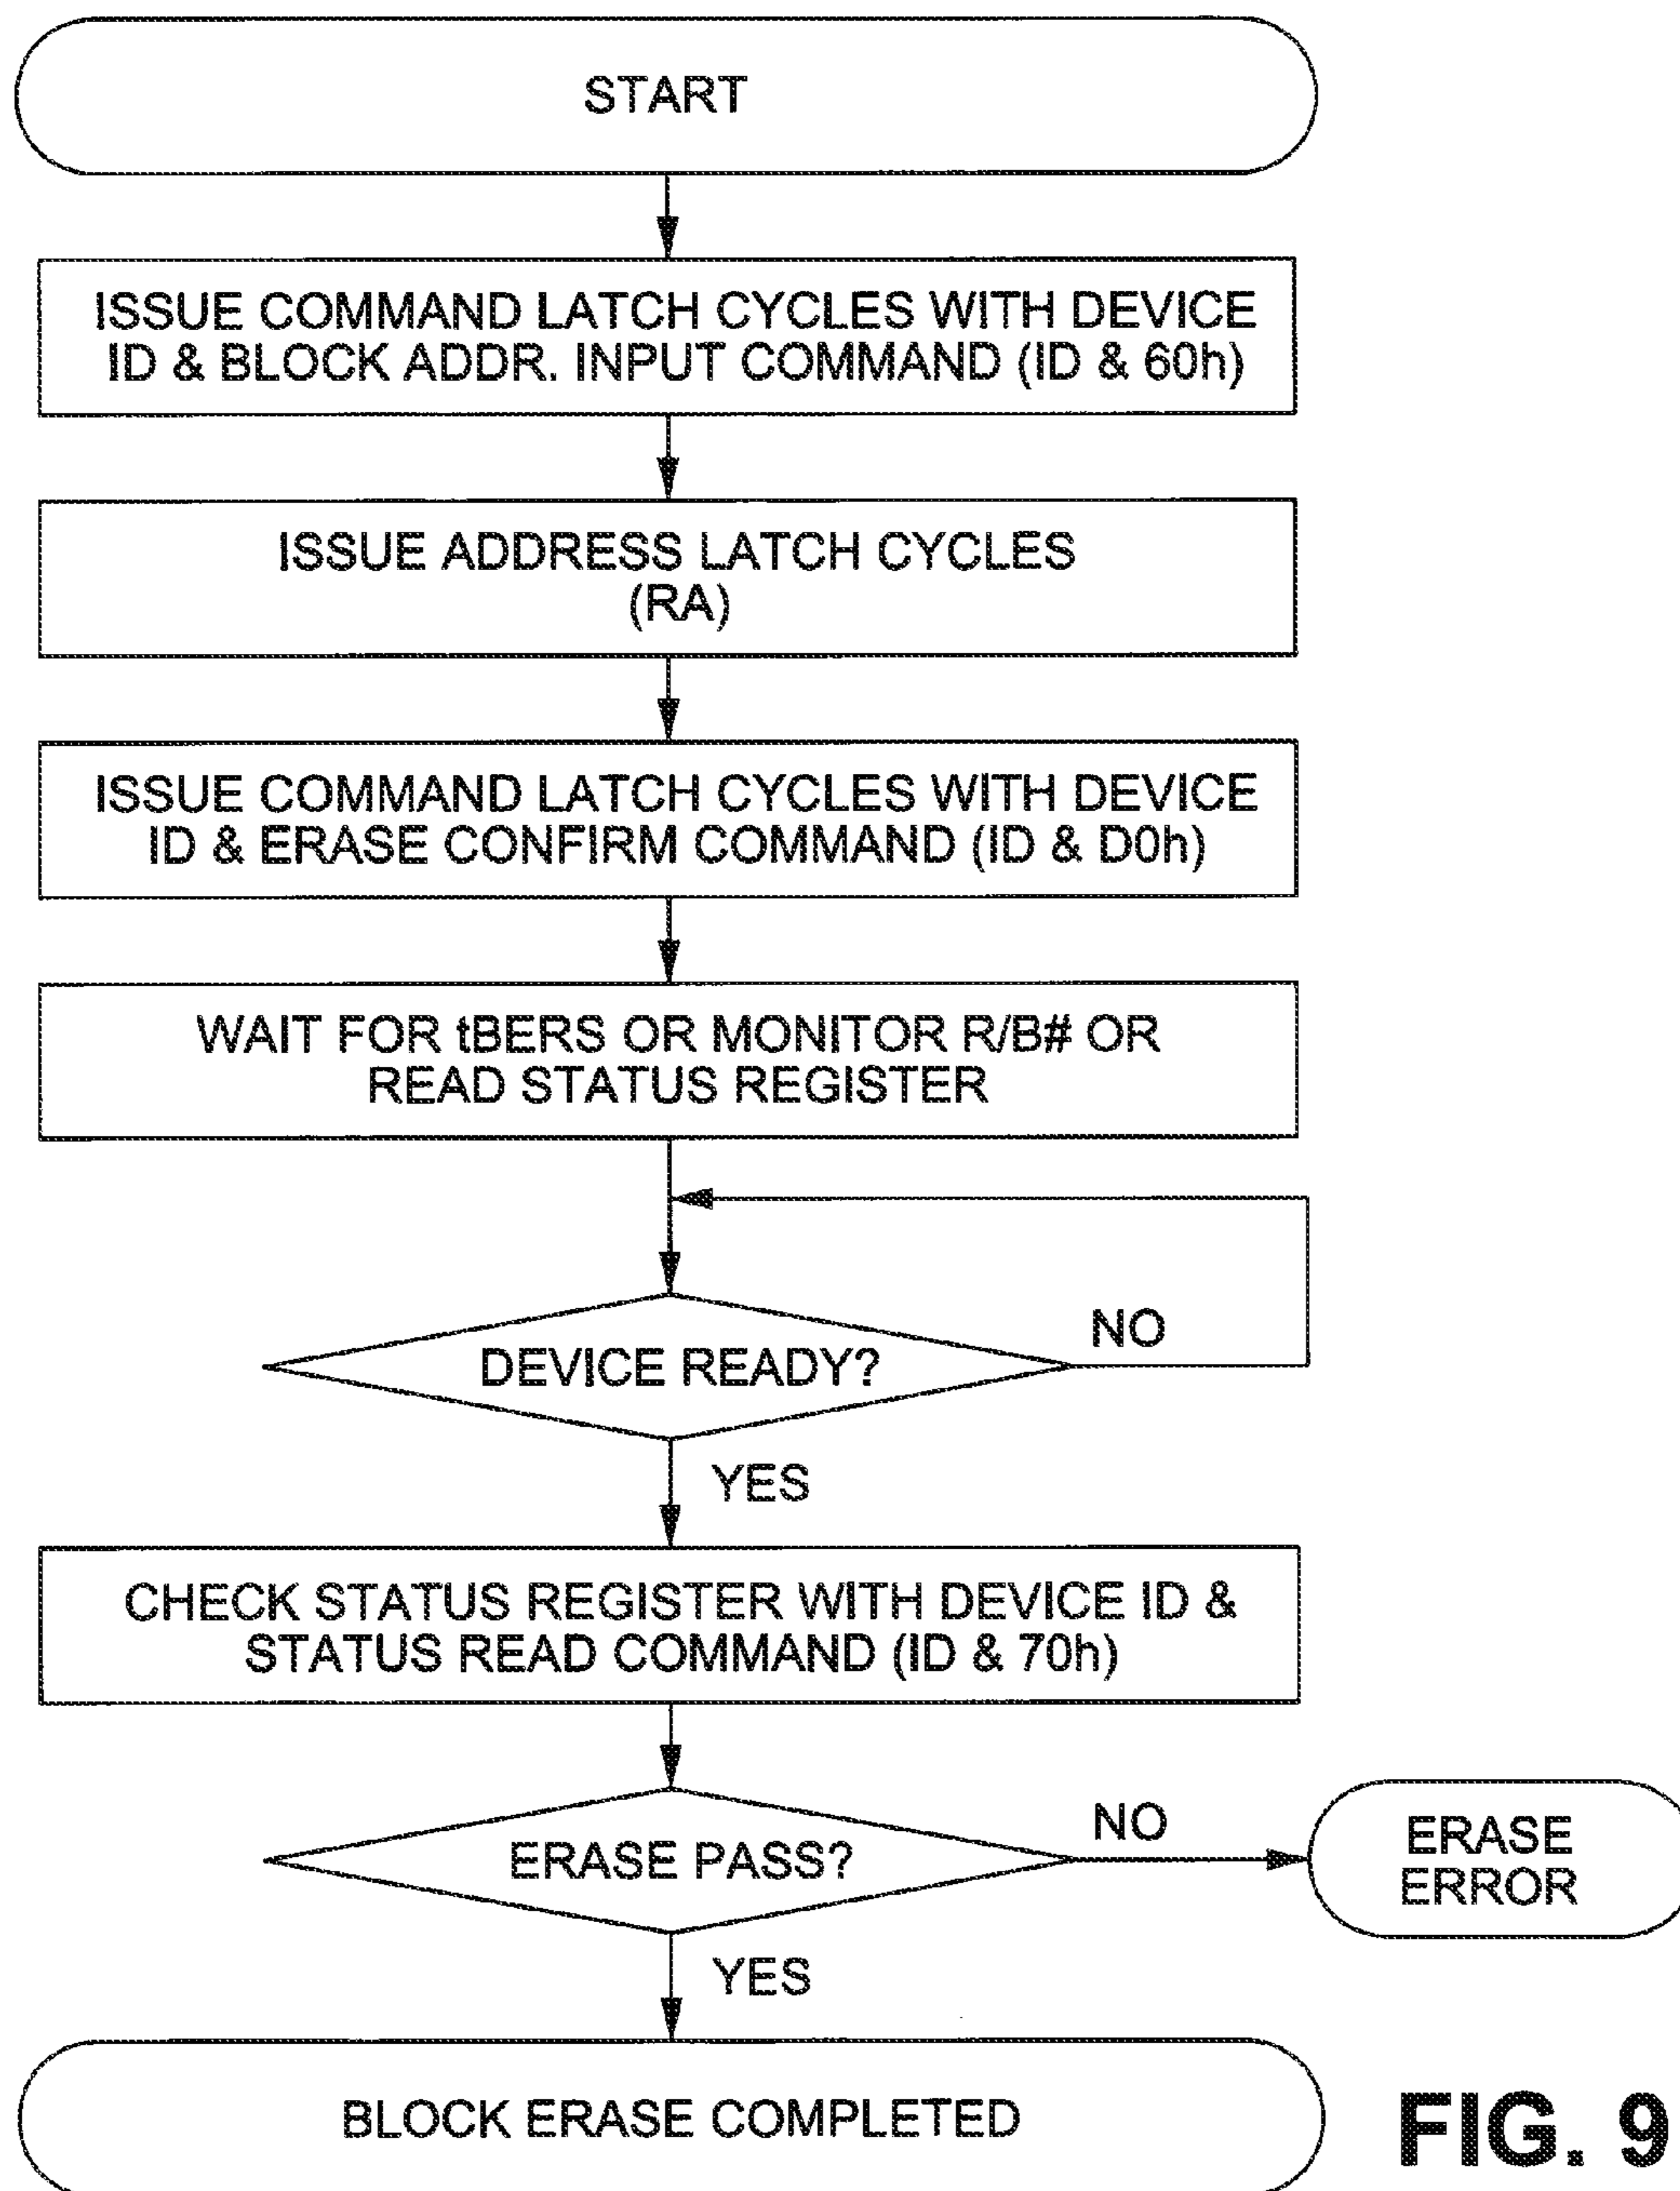 START
ISSUE COMMAND LATCH CYCLES WITH DEVICE
ID & BLOCK ADDR. INPUT COMMAND (ID & 60h)
ISSUE ADDRESS LATCH CYCLES
(RA)
ISSUE COMMAND LATCH CYCLES WITH DEVICE
ID & ERASE CONFIRM COMMAND (ID & D0h)
WAIT FOR tBERS OR MONITOR R/B# OR
READ STATUS REGISTER
NO
DEVICE READY?
YES
CHECK STATUS REGISTER WITH DEVICE ID &
STATUS READ COMMAND (ID & 70h)
NO
ERASE PASS?
ERASE
ERROR
YES
BLOCK ERASE COMPLETED
FIG. 9